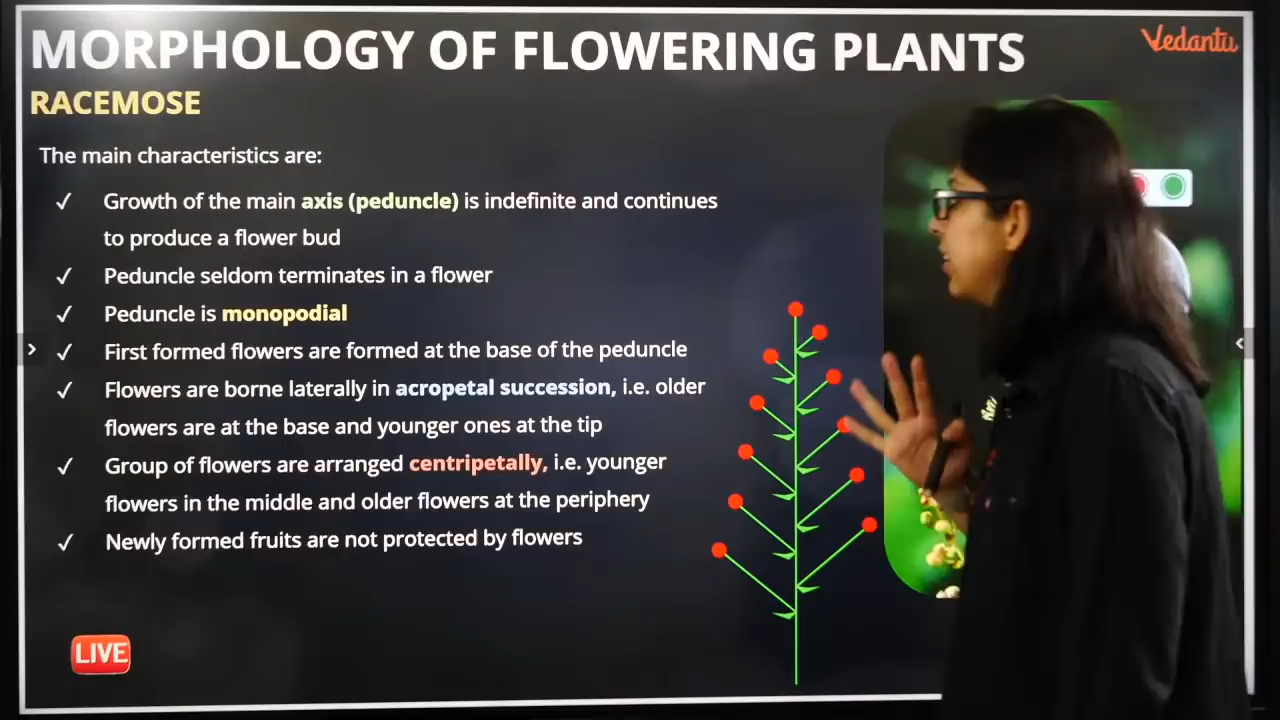 MORPHOLOGY OF FLOWERING PLANTS
Vedantu
RACEMOSE
The main characteristics are:
✓ Growth of the main axis (peduncle) is indefinite and continues
to produce a flower bud
✓ Peduncle seldom terminates in a flower
✓ Peduncle is monopodial
✓ First formed flowers are formed at the base of the peduncle
✓ Flowers are borne laterally in acropetal succession, i.e. older
flowers are at the base and younger ones at the tip
✓ Group of flowers are arranged centripetally, i.e. younger
flowers in the middle and older flowers at the periphery
✓ Newly formed fruits are not protected by flowers
LIVE